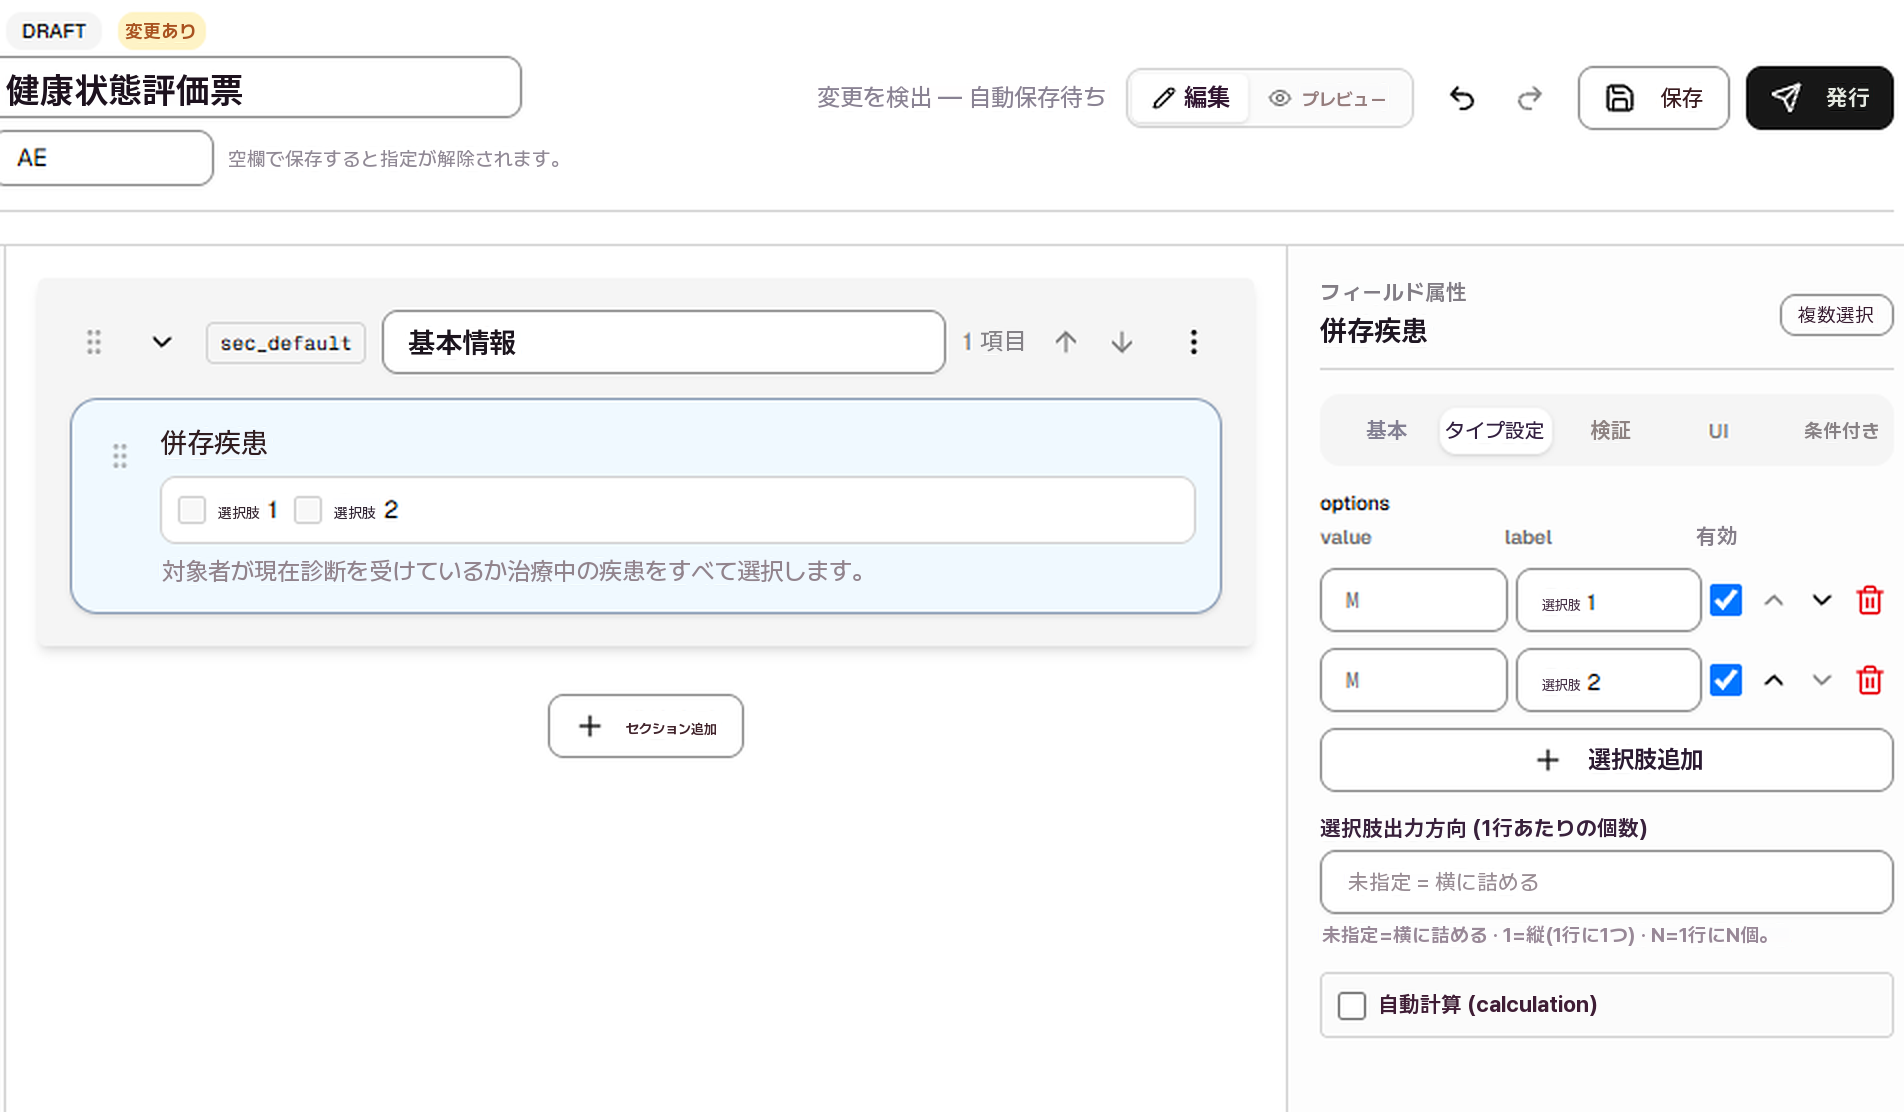 DRAFT 変更あり
健康状態評価票
変更を検出 — 自動保存待ち 編集 プレビュー 保存 発行
AE 空欄で保存すると指定が解除されます。
sec_default 基本情報 1 項目
併存疾患
選択肢 1 選択肢 2
対象者が現在診断を受けているか治療中の疾患をすべて選択します。
セクション追加
フィールド属性
併存疾患 複数選択
基本 タイプ設定 検証 UI 条件付き
options
value label 有効
M 選択肢 1
M 選択肢 2
選択肢追加
選択肢出力方向 (1行あたりの個数)
未指定 = 横に詰める
未指定=横に詰める · 1=縦(1行に1つ) · N=1行にN個。
自動計算 (calculation)